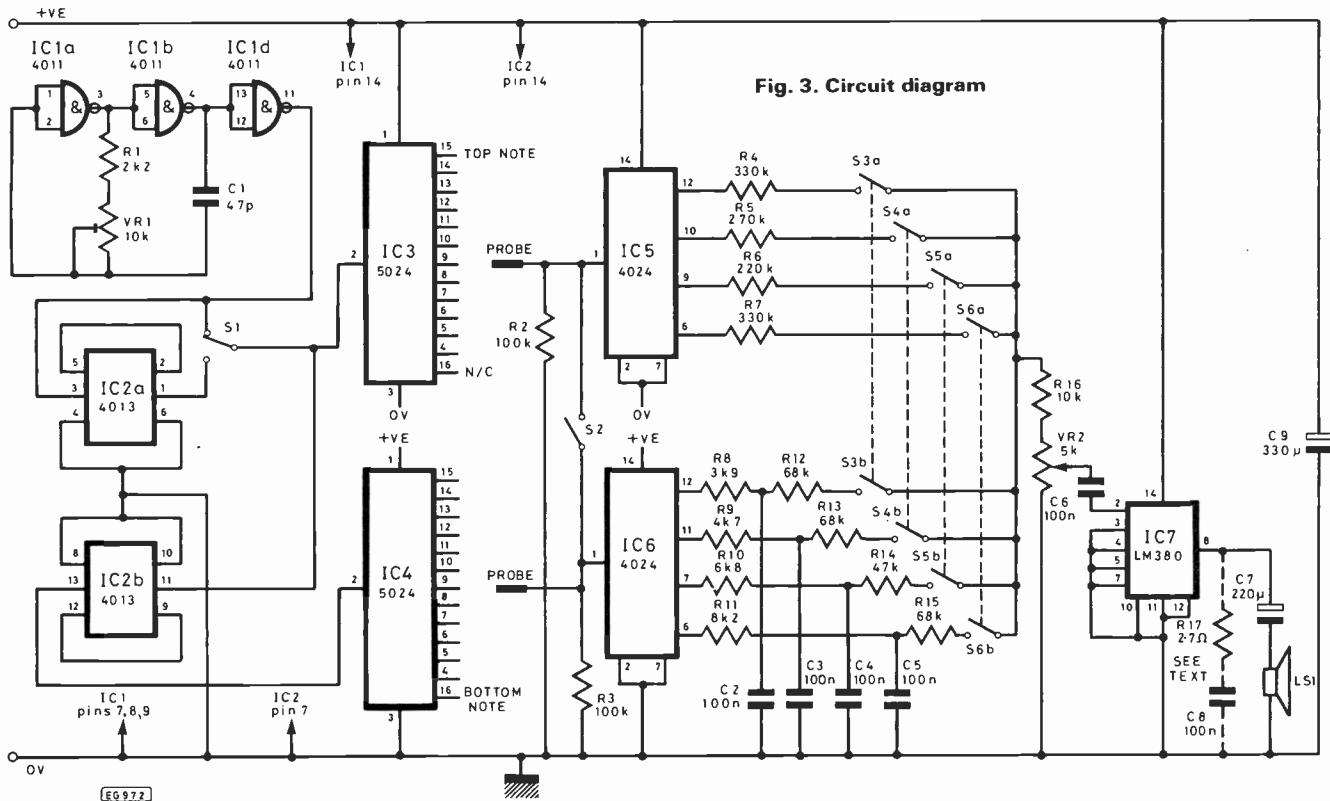 +VE
IC1a
4011
IC1b
4011
IC1d
4011
1
2
&
3
5
6
&
4
13
12
&
11
R1
2k2
VR1
10k
C1
47p
S1
IC2a
4013
5
3
4
2
1
6
IC2b
4013
8
13
12
10
11
9
IC1
pins 7,8,9
IC2
pin 7
0V
EG972
IC1
pin 14
IC2
pin 14
Fig. 3. Circuit diagram
1
IC3
5024
2
3
15 TOP NOTE
14
13
12
11
10
9
8
7
6
5
4
16 N/C
0V
+VE
1
IC4
5024
2
3
15
14
13
12
11
10
9
8
7
6
5
4
16 BOTTOM
NOTE
PROBE
R2
100k
S2
PROBE
R3
100k
14
IC5
4024
1
12
10
9
6
2
7
0V
+VE
14
IC6
4024
1
12
11
7
6
2
7
R4
330k
R5
270k
R6
220k
R7
330k
S3a
S4a
S5a
S6a
R8
3k9
R12
68k
S3b
R9
4k7
R13
68k
S4b
R10
6k8
R14
47k
S5b
R11
8k2
R15
68k
S6b
C2
100n
C3
100n
C4
100n
C5
100n
R16
10k
VR2
5k
C6
100n
14
IC7
LM380
2
3
4
5
7
10
11
12
8
C7
220µ
R17
2·7Ω
SEE
TEXT
C8
100n
LS1
C9
330µ